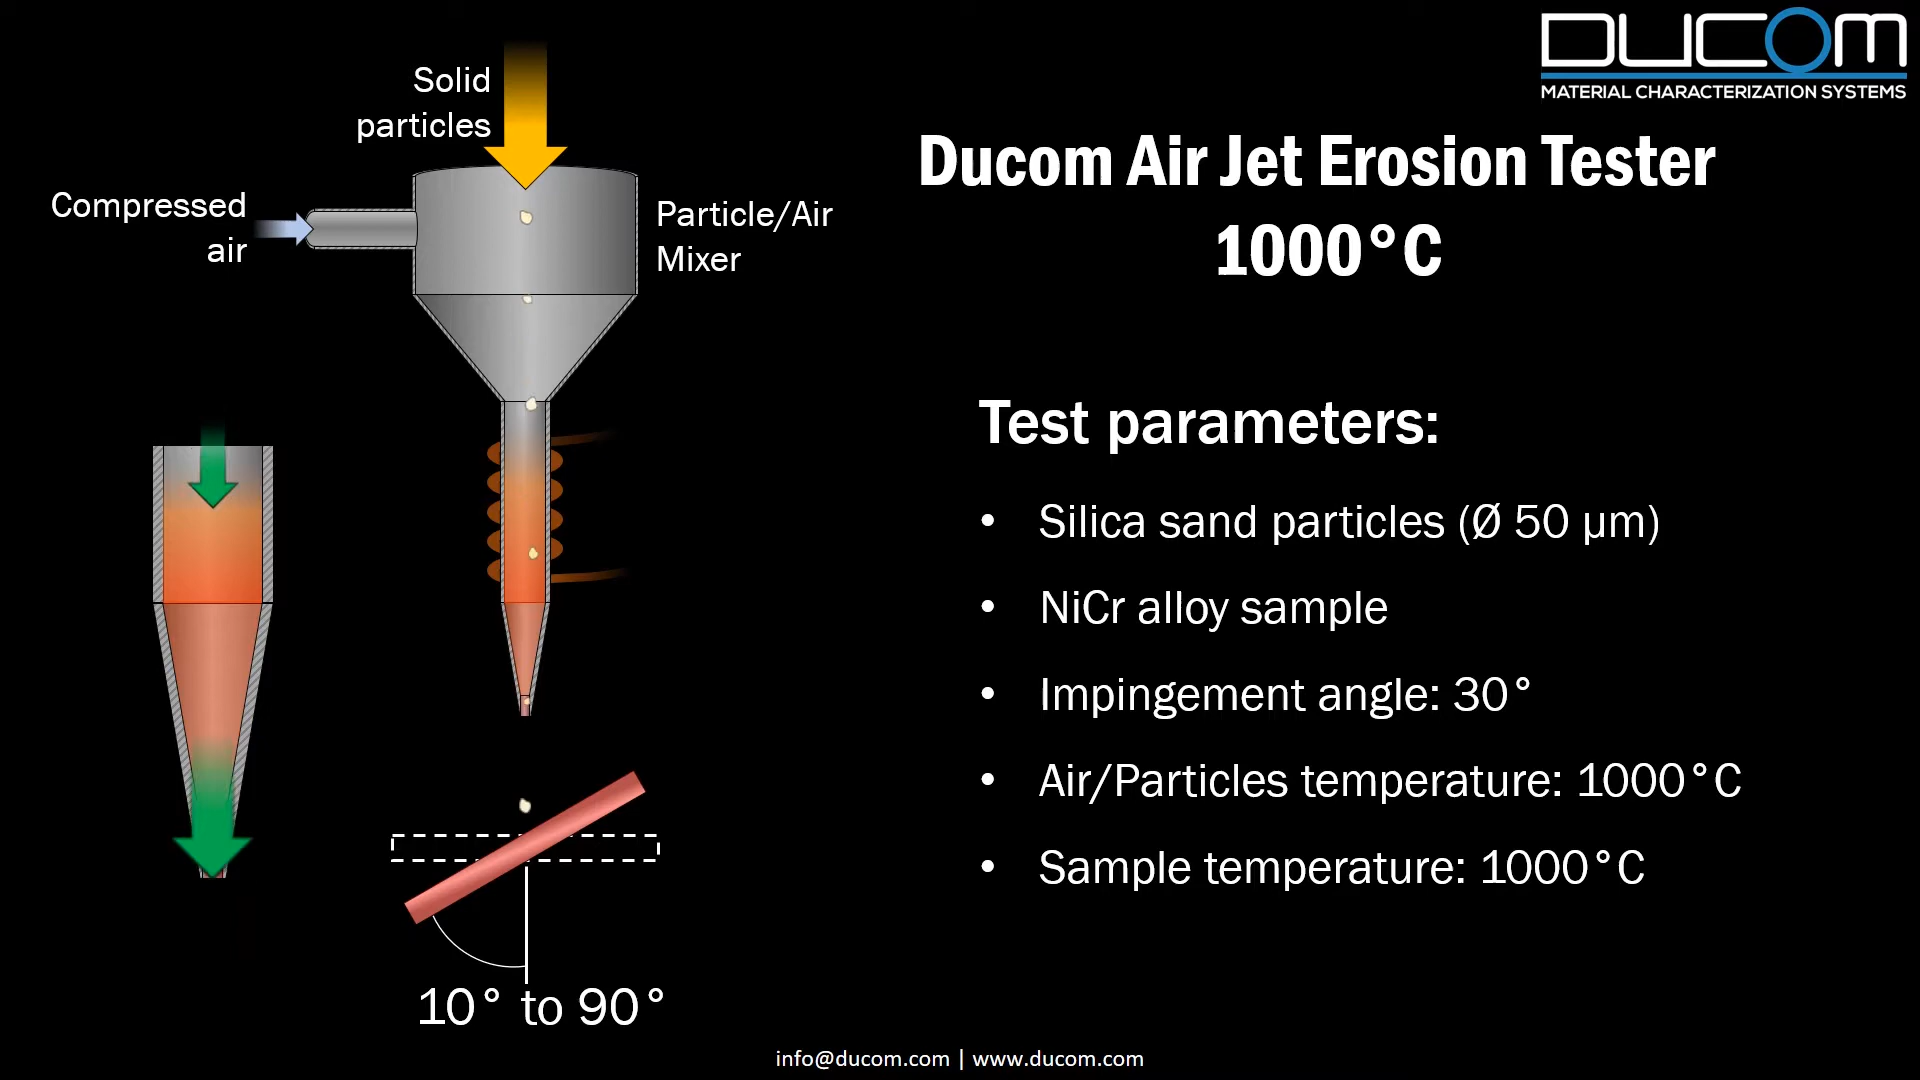 DUCOM
MATERIAL CHARACTERIZATION SYSTEMS
Solid
particles
Compressed
air
Particle/Air
Mixer
10° to 90°
Ducom Air Jet Erosion Tester
1000°C
Test parameters:
• Silica sand particles (Ø 50 µm)
• NiCr alloy sample
• Impingement angle: 30°
• Air/Particles temperature: 1000°C
• Sample temperature: 1000°C
info@ducom.com | www.ducom.com